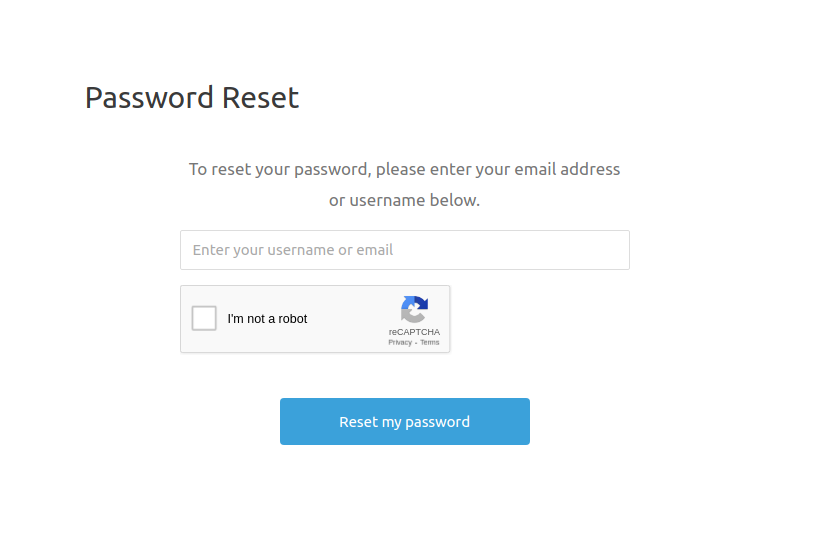 Password Reset
To reset your password, please enter your email address
or username below.
Enter your username or email
I'm not a robot
reCAPTCHA
Privacy - Terms
Reset my password